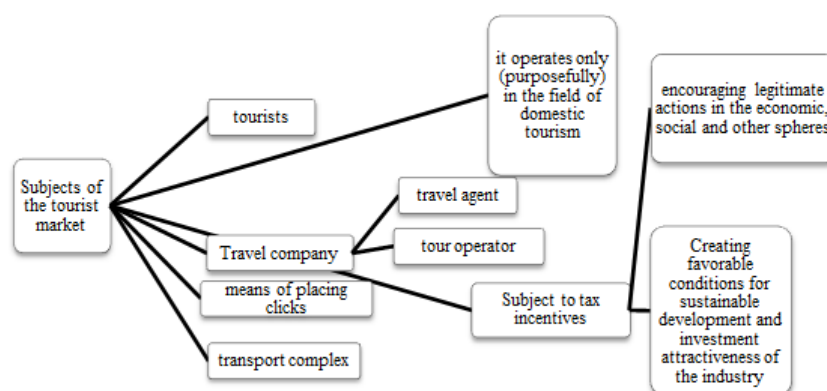 Subjects of
the tourist
market
tourists
Travel company
means of placing
clicks
transport complex
travel agent
tour operator
it operates only
(purposefully)
in the field of
domestic
tourism
Subject to tax
incentives
encouraging legitimate
actions in the economic,
social and other spheres
Creating
favorable
conditions for
sustainable
development and
investment
attractiveness of
the industry